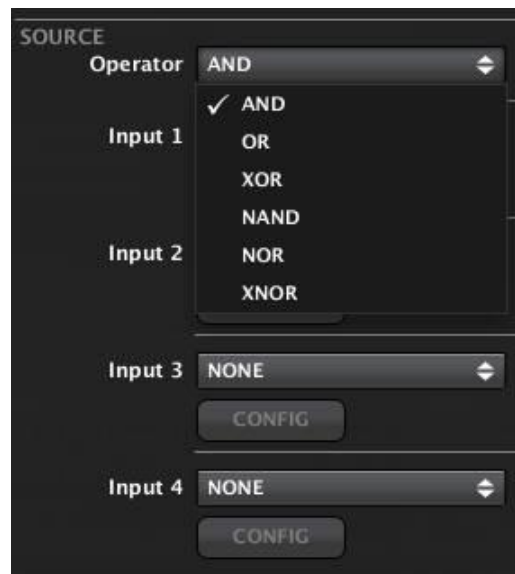 SOURCE
Operator AND
✓ AND
Input 1
OR
XOR
NAND
Input 2 NOR
XNOR
Input 3 NONE
CONFIG
Input 4 NONE
CONFIG